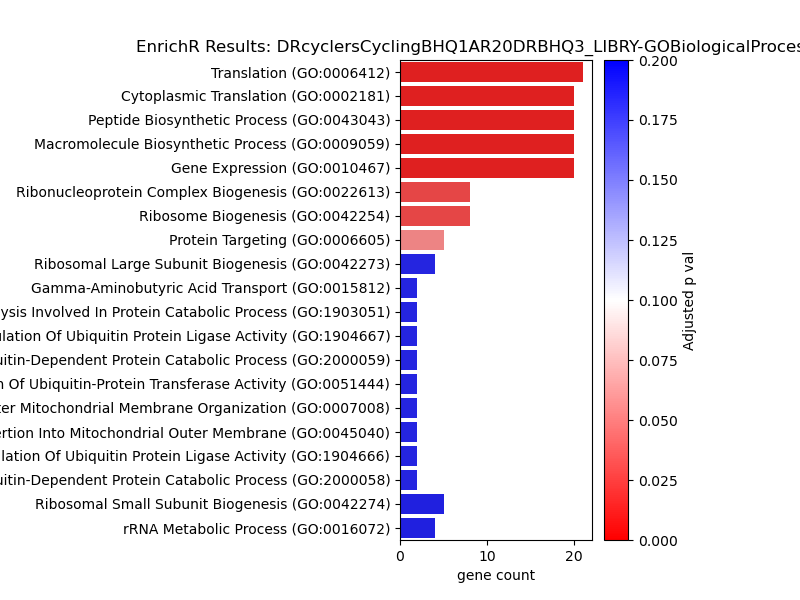 EnrichR Results: DRcyclersCyclingBHQ1AR20DRBHQ3_LIBRY-GOBiologicalProces
Translation (GO:0006412)
Cytoplasmic Translation (GO:0002181)
Peptide Biosynthetic Process (GO:0043043)
Macromolecule Biosynthetic Process (GO:0009059)
Gene Expression (GO:0010467)
Ribonucleoprotein Complex Biogenesis (GO:0022613)
Ribosome Biogenesis (GO:0042254)
Protein Targeting (GO:0006605)
Ribosomal Large Subunit Biogenesis (GO:0042273)
Gamma-Aminobutyric Acid Transport (GO:0015812)
ysis Involved In Protein Catabolic Process (GO:1903051)
ulation Of Ubiquitin Protein Ligase Activity (GO:1904667)
uitin-Dependent Protein Catabolic Process (GO:2000059)
n Of Ubiquitin-Protein Transferase Activity (GO:0051444)
ter Mitochondrial Membrane Organization (GO:0007008)
ertion Into Mitochondrial Outer Membrane (GO:0045040)
lation Of Ubiquitin Protein Ligase Activity (GO:1904666)
uitin-Dependent Protein Catabolic Process (GO:2000058)
Ribosomal Small Subunit Biogenesis (GO:0042274)
rRNA Metabolic Process (GO:0016072)
0 10 20
gene count
0.200
0.175
0.150
0.125
0.100
0.075
0.050
0.025
0.000
Adjusted p val